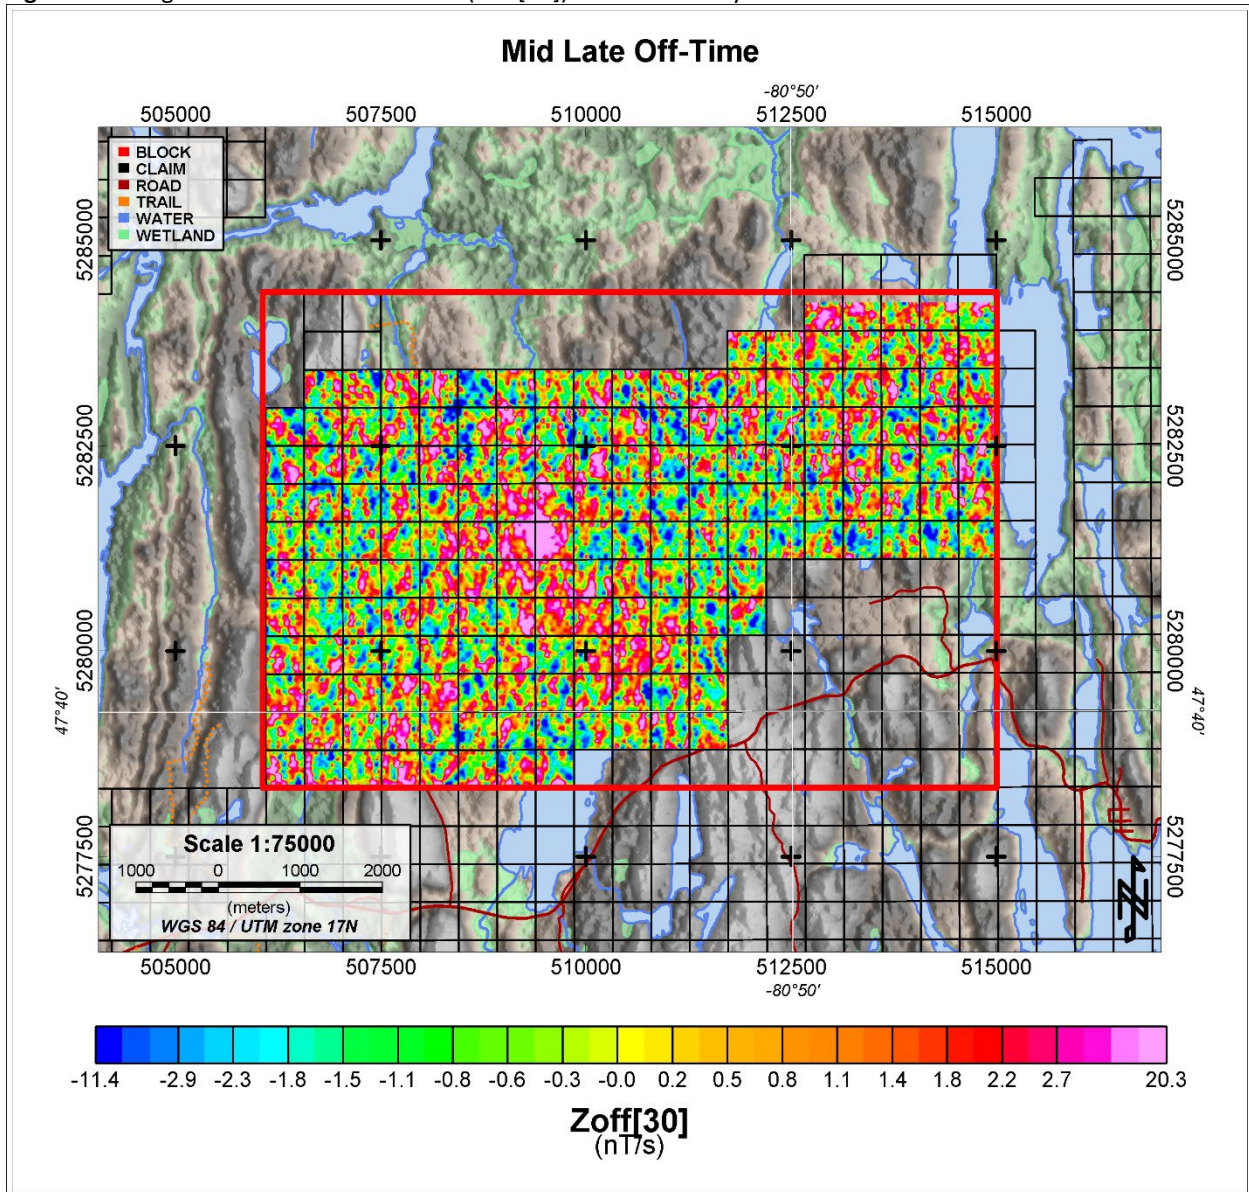 Mid Late Off-Time
-80°50'
505000 507500 510000 512500 515000
BLOCK
CLAIM
ROAD
TRAIL
WATER
WETLAND
5285000 5285000
5282500 5282500
5280000 5280000
47°40' 47°40'
5277500 5277500
Scale 1:75000
1000 0 1000 2000
(meters)
WGS 84 / UTM zone 17N
505000 507500 510000 512500 515000
-80°50'
-11.4 -2.9 -2.3 -1.8 -1.5 -1.1 -0.8 -0.6 -0.3 -0.0 0.2 0.5 0.8 1.1 1.4 1.8 2.2 2.7 20.3
Zoff[30]
(nT/s)